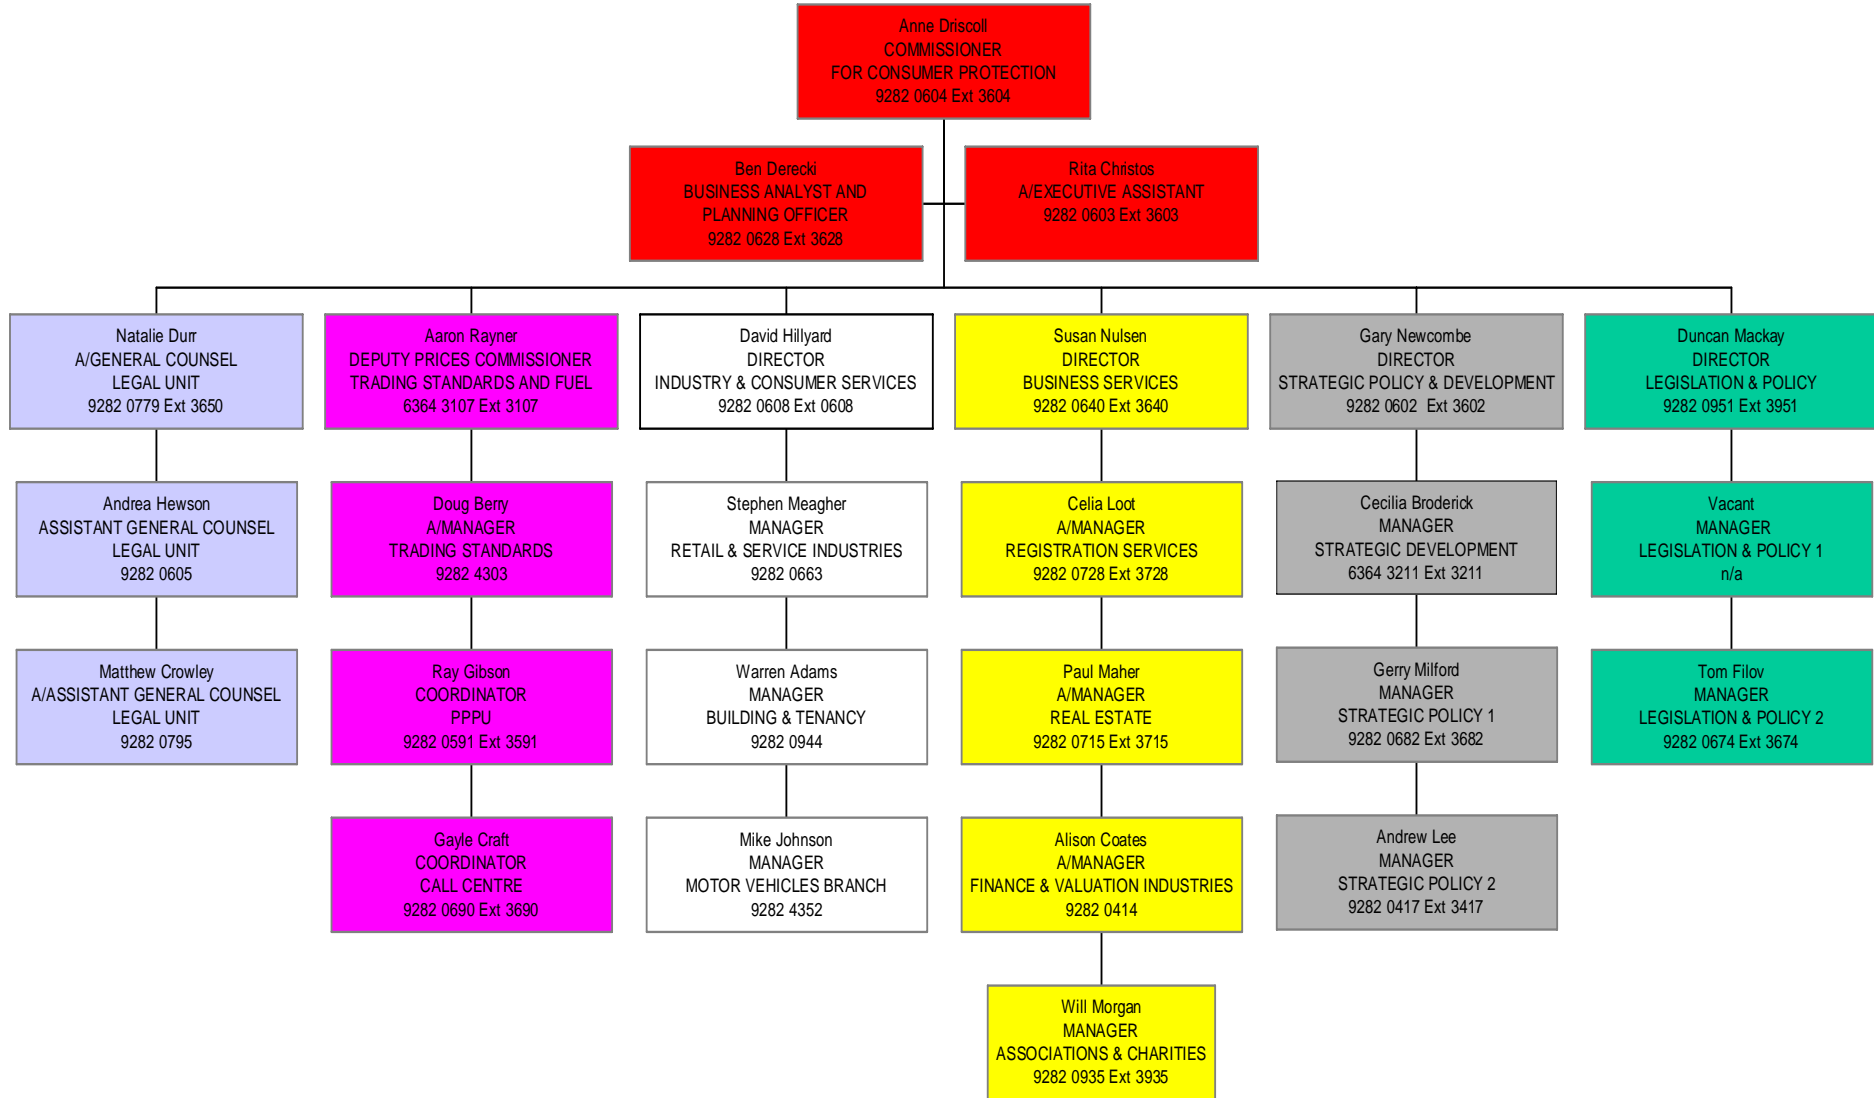 Anne Driscoll
COMMISSIONER
FOR CONSUMER PROTECTION
9282 0604 Ext 3604
Ben Derecki
BUSINESS ANALYST AND
PLANNING OFFICER
9282 0628 Ext 3628
Rita Christos
A/EXECUTIVE ASSISTANT
9282 0603 Ext 3603
Natalie Durr
A/GENERAL COUNSEL
LEGAL UNIT
9282 0779 Ext 3650
Aaron Rayner
DEPUTY PRICES COMMISSIONER
TRADING STANDARDS AND FUEL
6364 3107 Ext 3107
David Hillyard
DIRECTOR
INDUSTRY & CONSUMER SERVICES
9282 0608 Ext 0608
Susan Nulsen
DIRECTOR
BUSINESS SERVICES
9282 0640 Ext 3640
Gary Newcombe
DIRECTOR
STRATEGIC POLICY & DEVELOPMENT
9282 0602  Ext 3602
Duncan Mackay
DIRECTOR
LEGISLATION & POLICY
9282 0951 Ext 3951
Andrea Hewson
ASSISTANT GENERAL COUNSEL
LEGAL UNIT
9282 0605
Doug Berry
A/MANAGER
TRADING STANDARDS
9282 4303
Stephen Meagher
MANAGER
RETAIL & SERVICE INDUSTRIES
9282 0663
Celia Loot
A/MANAGER
REGISTRATION SERVICES
9282 0728 Ext 3728
Cecilia Broderick
MANAGER
STRATEGIC DEVELOPMENT
6364 3211 Ext 3211
Vacant
MANAGER
LEGISLATION & POLICY 1
n/a
Matthew Crowley
A/ASSISTANT GENERAL COUNSEL
LEGAL UNIT
9282 0795
Ray Gibson
COORDINATOR
PPPU
9282 0591 Ext 3591
Warren Adams
MANAGER
BUILDING & TENANCY
9282 0944
Paul Maher
A/MANAGER
REAL ESTATE
9282 0715 Ext 3715
Gerry Milford
MANAGER
STRATEGIC POLICY 1
9282 0682 Ext 3682
Tom Filov
MANAGER
LEGISLATION & POLICY 2
9282 0674 Ext 3674
Gayle Craft
COORDINATOR
CALL CENTRE
9282 0690 Ext 3690
Mike Johnson
MANAGER
MOTOR VEHICLES BRANCH
9282 4352
Alison Coates
A/MANAGER
FINANCE & VALUATION INDUSTRIES
9282 0414
Andrew Lee
MANAGER
STRATEGIC POLICY 2
9282 0417 Ext 3417
Will Morgan
MANAGER
ASSOCIATIONS & CHARITIES
9282 0935 Ext 3935